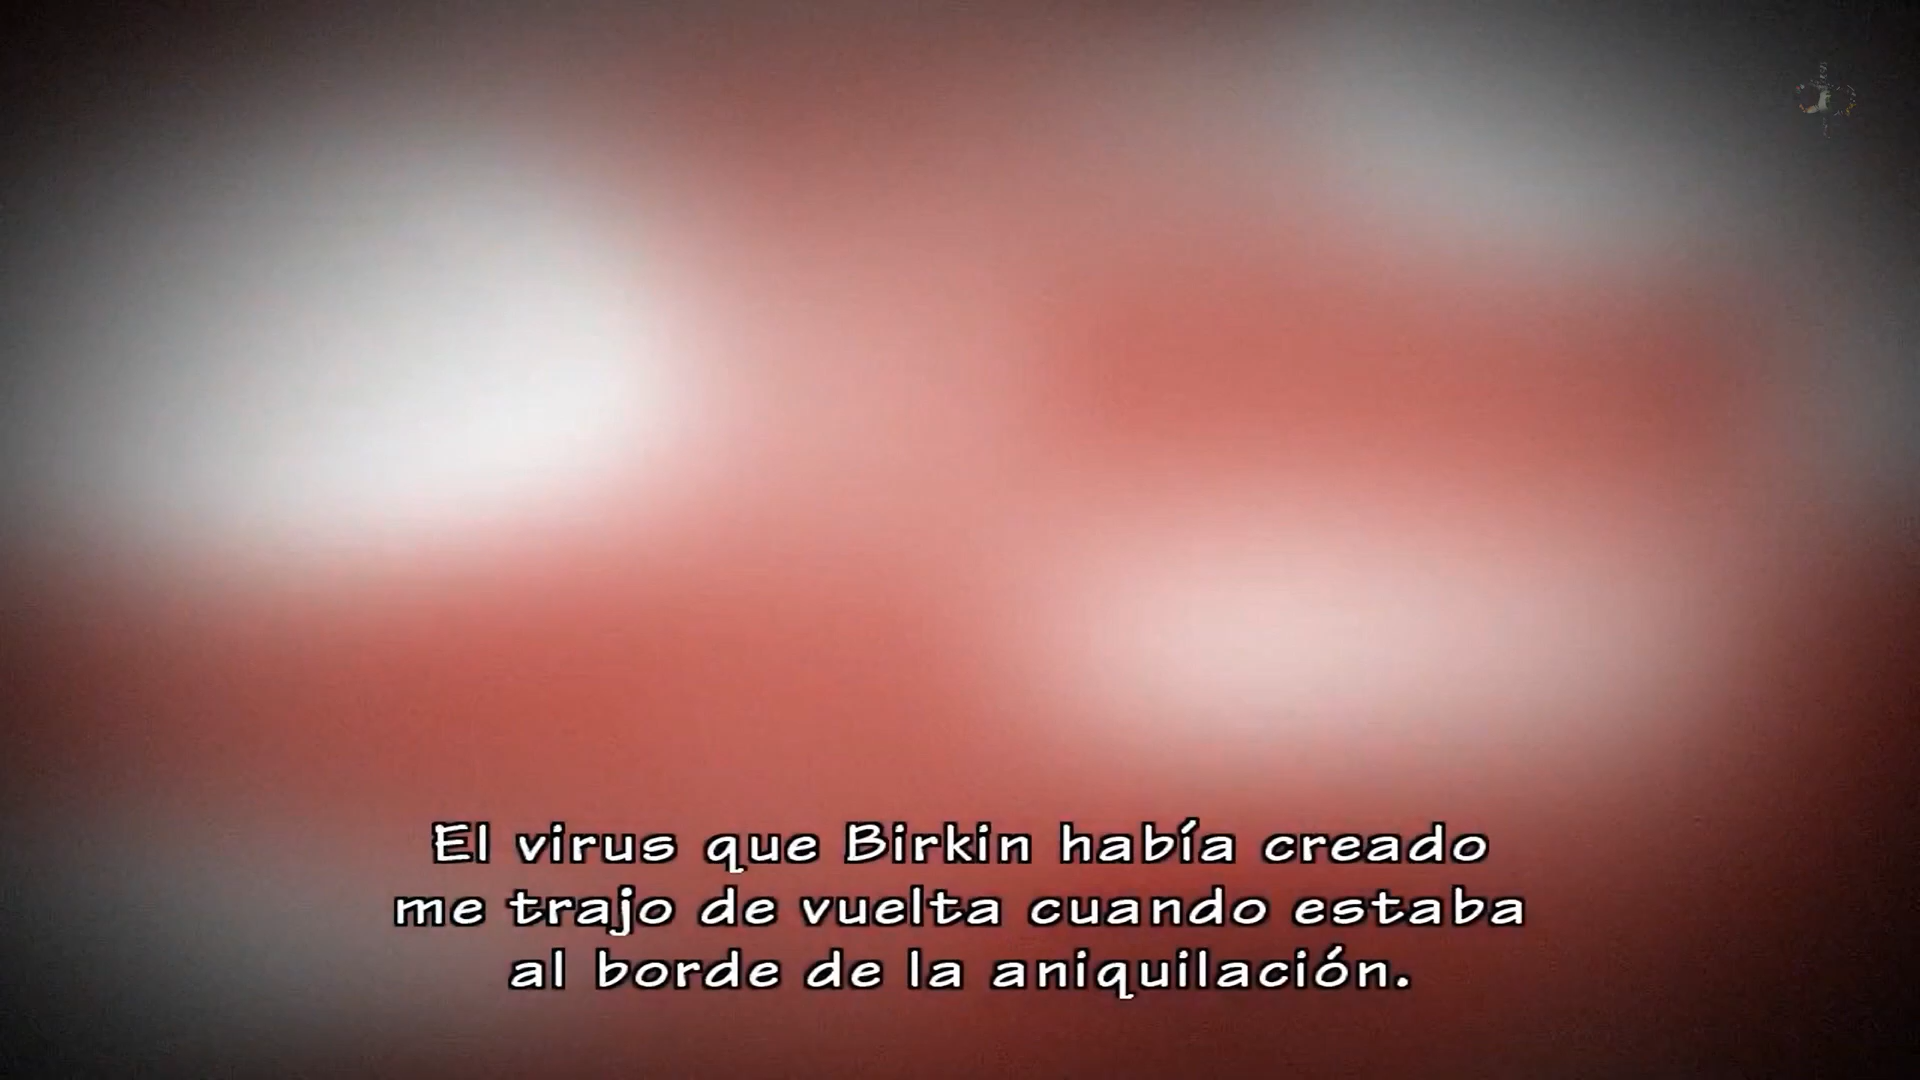 El virus que Birkin había creado
me trajo de vuelta cuando estaba
al borde de la aniquilación.